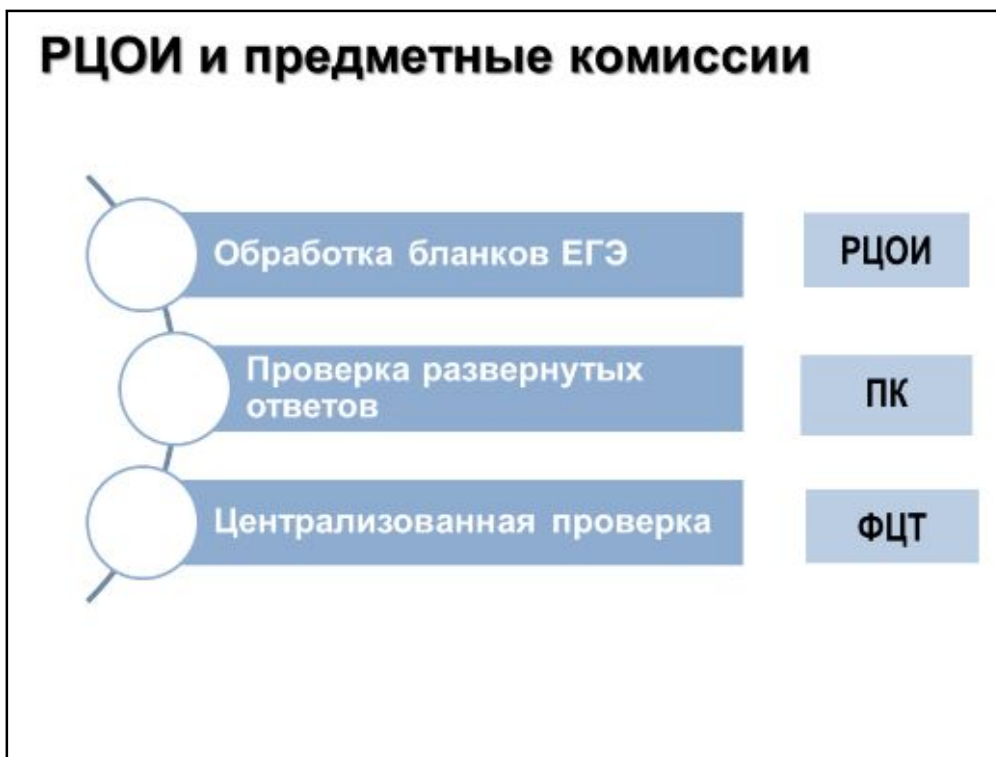 РЦОИ и предметные комиссии
Обработка бланков ЕГЭ
РЦОИ
Проверка развернутых
ответов
ПК
Централизованная проверка
ФЦТ